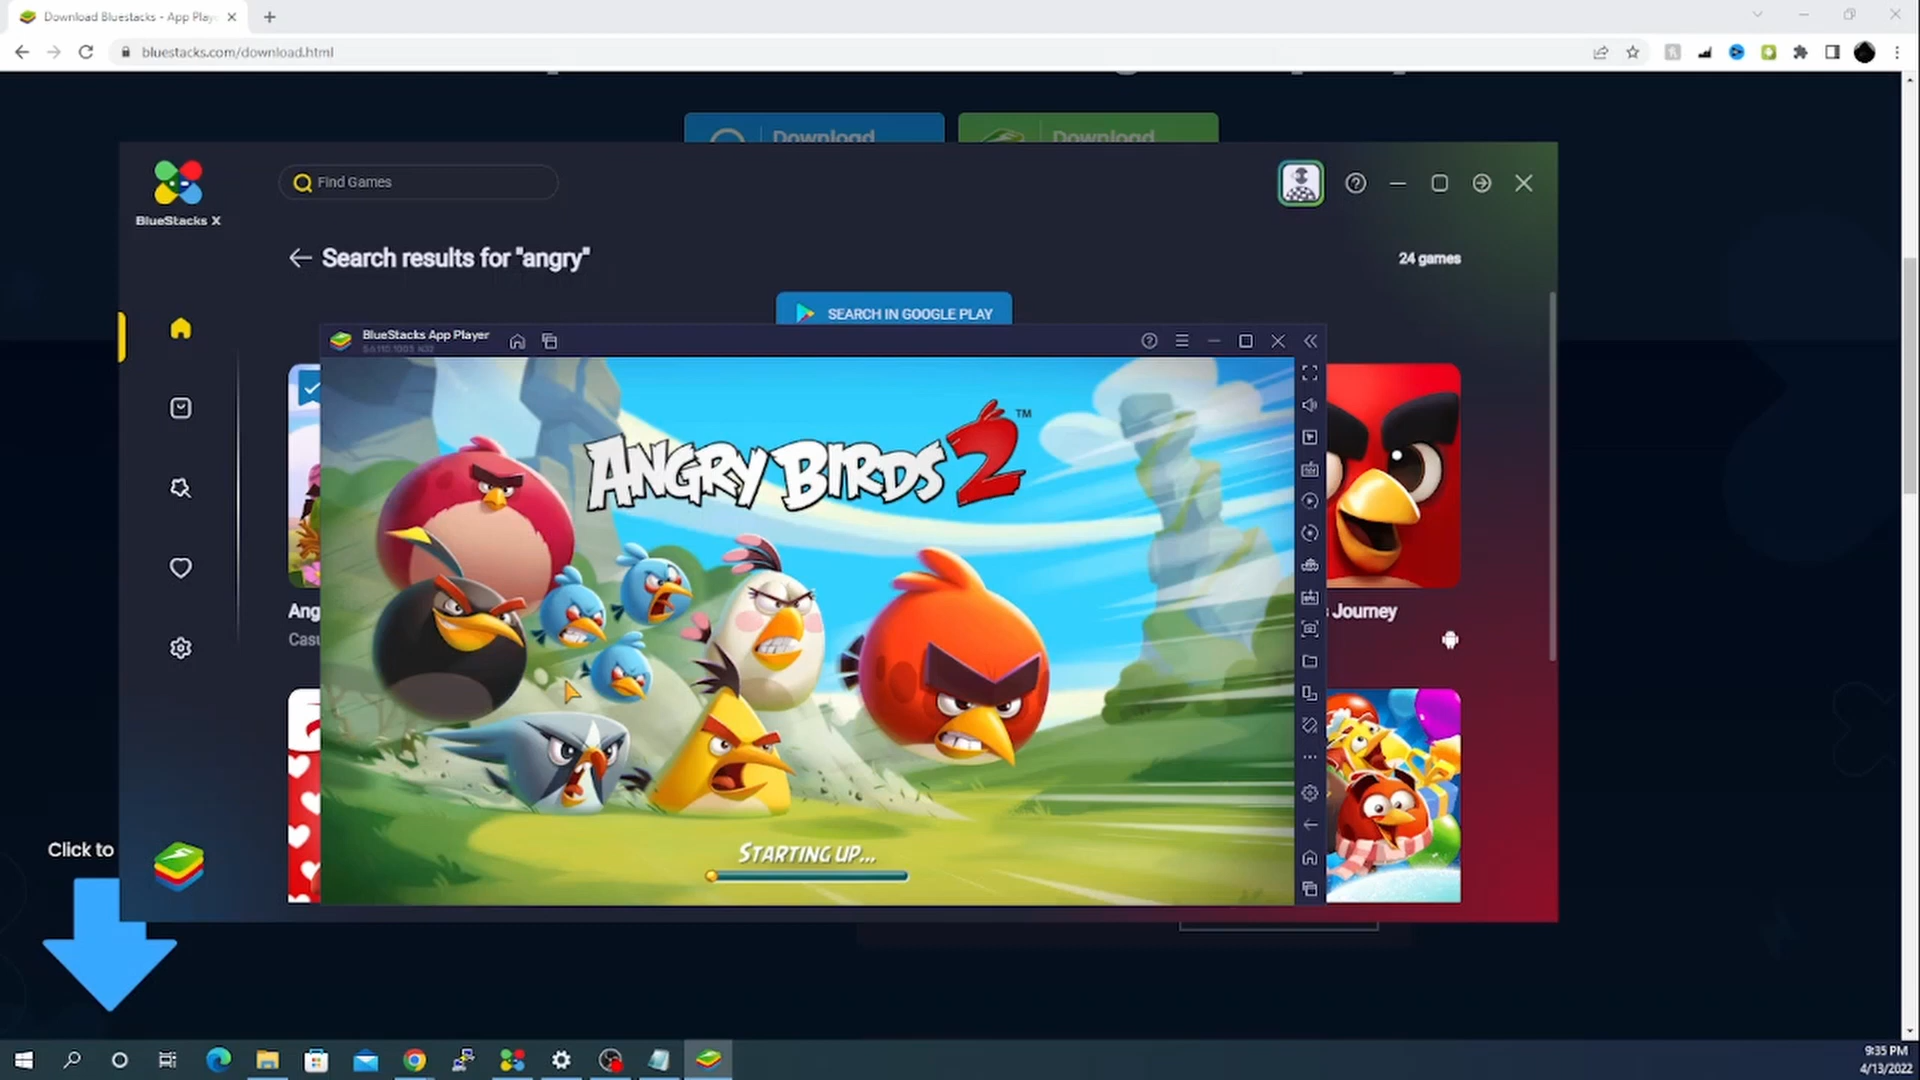 Download Bluestacks - App Play
bluestacks.com/download.html
Download
Download
BlueStacks X
Find Games
Search results for "angry"
24 games
SEARCH IN GOOGLE PLAY
BlueStacks App Player
ANGRY BIRDS 2 ™
Ang
Casu
Journey
STARTING UP...
Click to
9:35 PM
4/13/2022